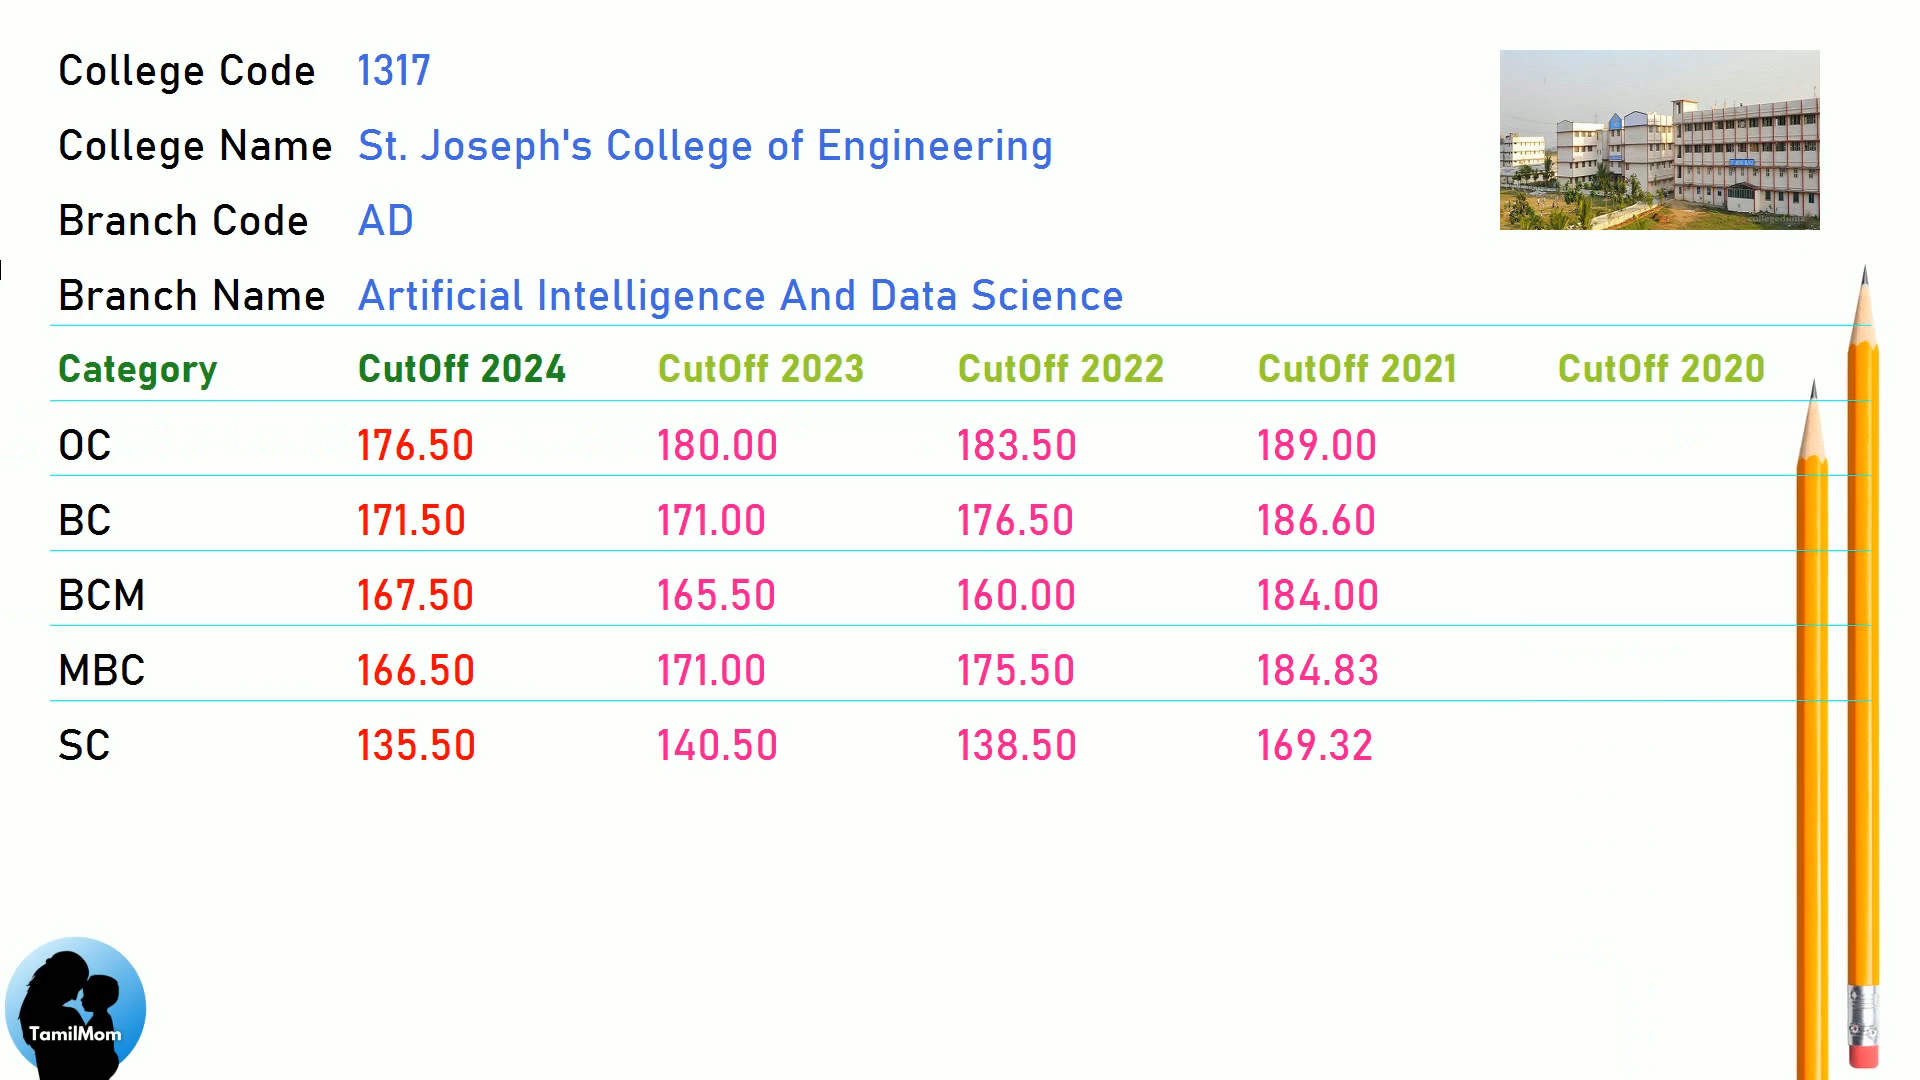 College Code 1317
College Name St. Joseph's College of Engineering
Branch Code AD
Branch Name Artificial Intelligence And Data Science
Category CutOff 2024 CutOff 2023 CutOff 2022 CutOff 2021 CutOff 2020
OC 176.50 180.00 183.50 189.00
BC 171.50 171.00 176.50 186.60
BCM 167.50 165.50 160.00 184.00
MBC 166.50 171.00 175.50 184.83
SC 135.50 140.50 138.50 169.32
TamilMom